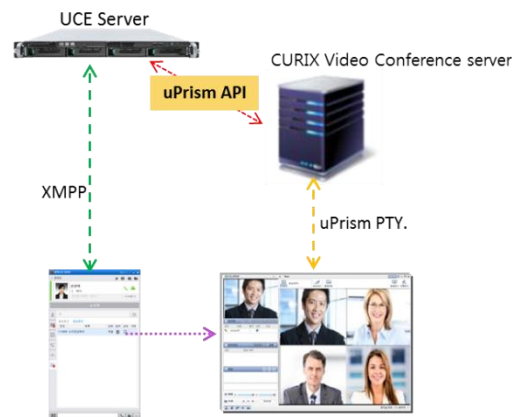 UCE Server
CURIX Video Conference server
uPrism API
XMPP
uPrism PTY.